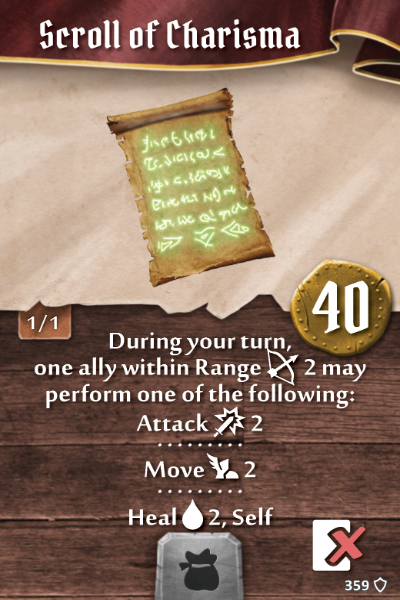 Scroll of Charisma
40
1/1
During your turn,
one ally within Range 2 may
perform one of the following:
Attack 2
Move 2
Heal 2, Self
359